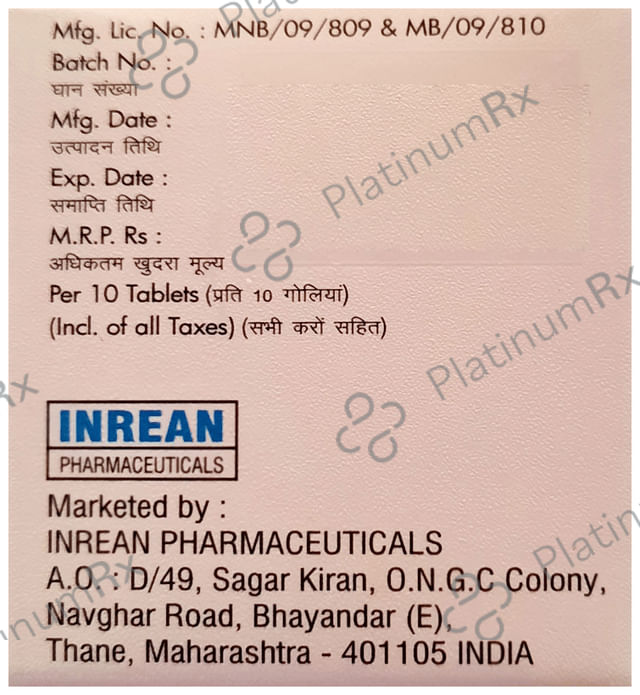 Mfg. Lic. No. : MNB/09/809 & MB/09/810
Batch No. :
घान संख्या
Mfg. Date :
उत्पादन तिथि
Exp. Date :
समाप्ति तिथि
M.R.P. Rs :
अधिकतम खुदरा मूल्य
Per 10 Tablets (प्रति 10 गोलियां)
(Incl. of all Taxes) (सभी करों सहित)
INREAN
PHARMACEUTICALS
Marketed by :
INREAN PHARMACEUTICALS
A.O. : D/49, Sagar Kiran, O.N.G.C Colony,
Navghar Road, Bhayandar (E),
Thane, Maharashtra - 401105 INDIA
PlatinumRx
PlatinumRx